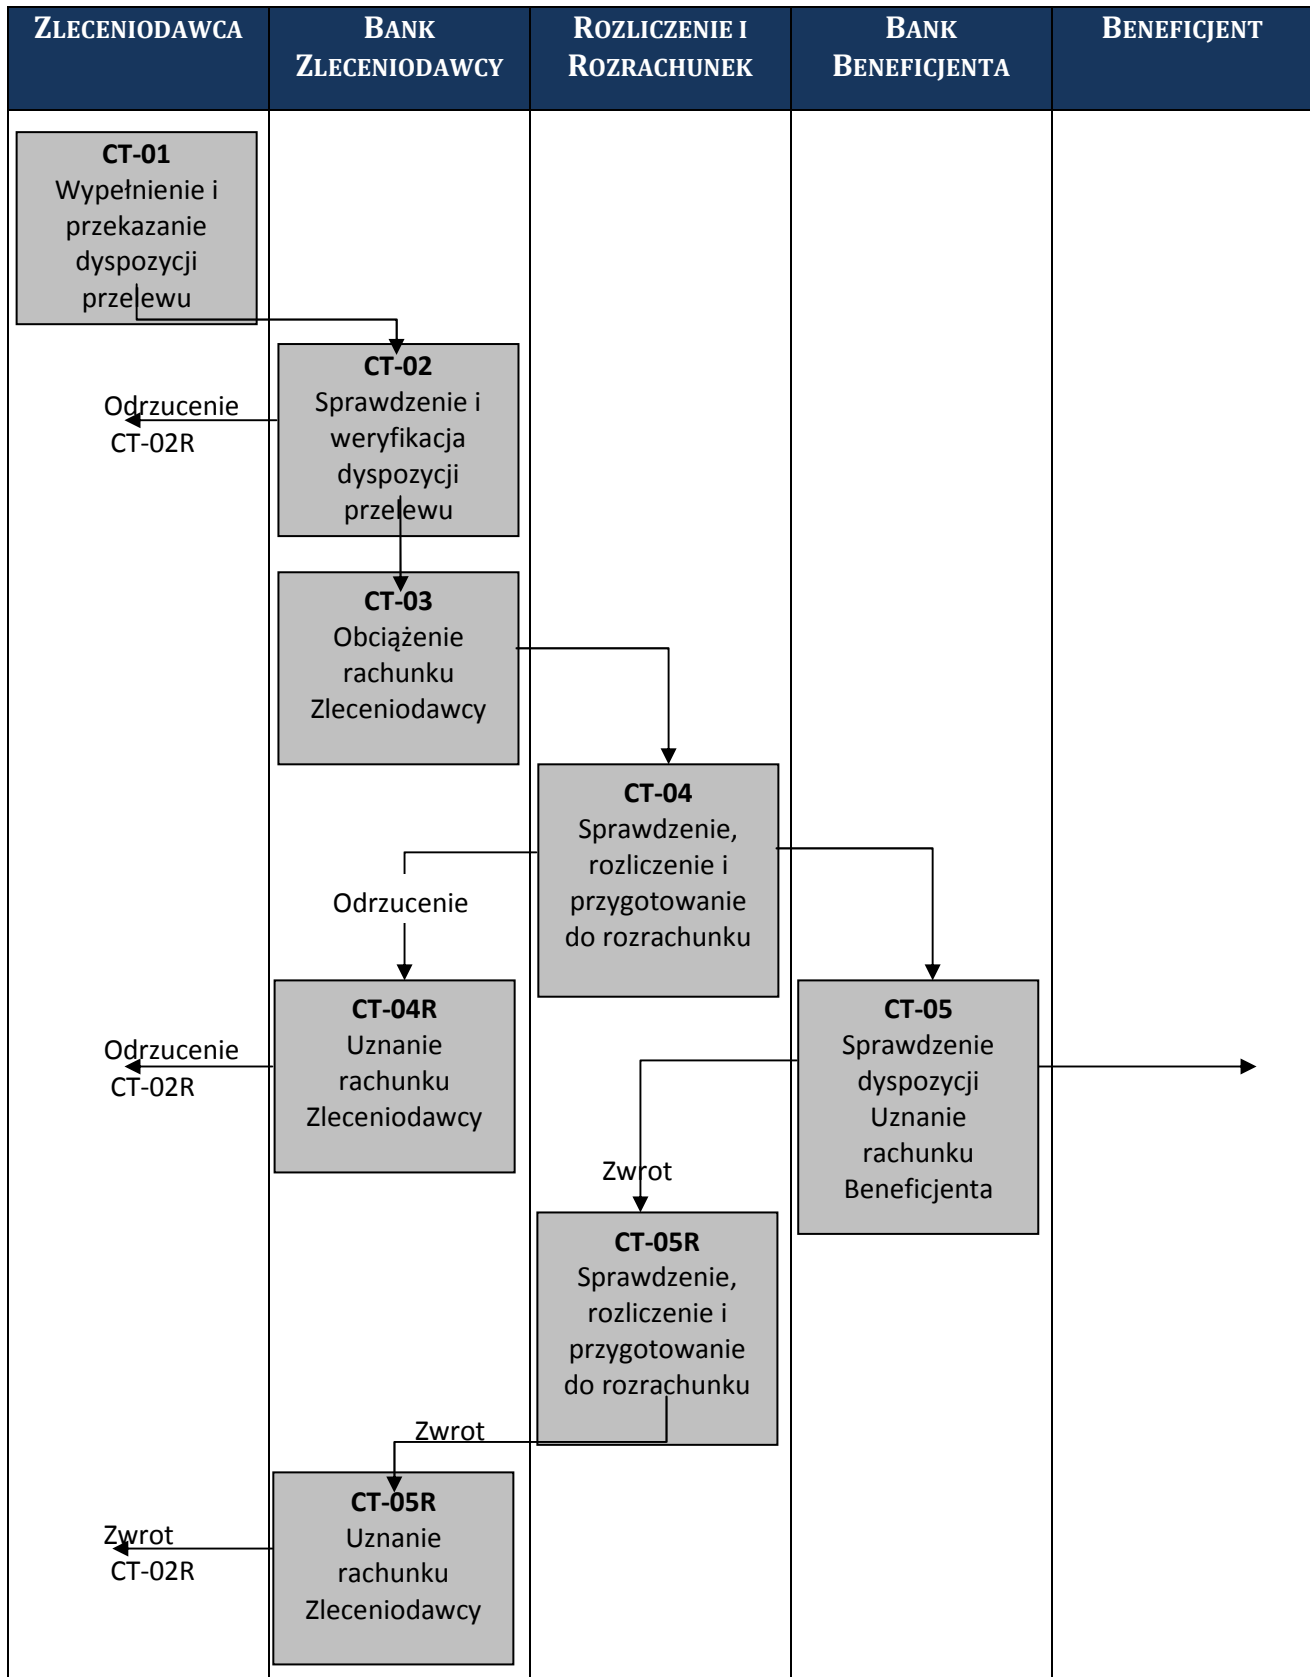 ZLECENIODAWCA
BANK
ZLECENIODAWCY
ROZLICZENIE I
ROZRACHUNEK
BANK
BENEFICJENTA
BENEFICJENT
CT-01
Wypełnienie i
przekazanie
dyspozycji
przelewu
CT-02
Sprawdzenie i
weryfikacja
dyspozycji
przelewu
Odrzucenie
CT-02R
CT-03
Obciążenie
rachunku
Zleceniodawcy
CT-04
Sprawdzenie,
rozliczenie i
przygotowanie
do rozrachunku
Odrzucenie
CT-04R
Uznanie
rachunku
Zleceniodawcy
Odrzucenie
CT-02R
CT-05
Sprawdzenie
dyspozycji
Uznanie
rachunku
Beneficjenta
Zwrot
CT-05R
Sprawdzenie,
rozliczenie i
przygotowanie
do rozrachunku
Zwrot
CT-05R
Uznanie
rachunku
Zleceniodawcy
Zwrot
CT-02R